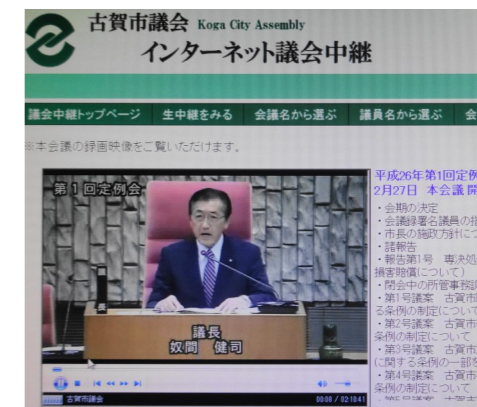 古賀市議会 Koga City Assembly
インターネット議会中継
議会中継トップページ 生中継をみる 会議名から選ぶ 議員名から選ぶ 会
※本会議の録画映像をご覧いただけます。
第1回定例会
議長
議長
奴間 健司
古賀市議会
00:08 / 02:10:41
平成26年第1回定例
2月27日 本会議 開
・会期の決定
・会議録署名議員の指
・市長の施政方針につ
・諸報告
・報告第1号 専決処
損害賠償について)
・閉会中の所管事務調
・第1号議案 古賀市
る条例の制定について
・第2号議案 古賀市
条例の制定について
・第3号議案 古賀市
に関する条例の一部を
・第4号議案 古賀市
条例の制定について